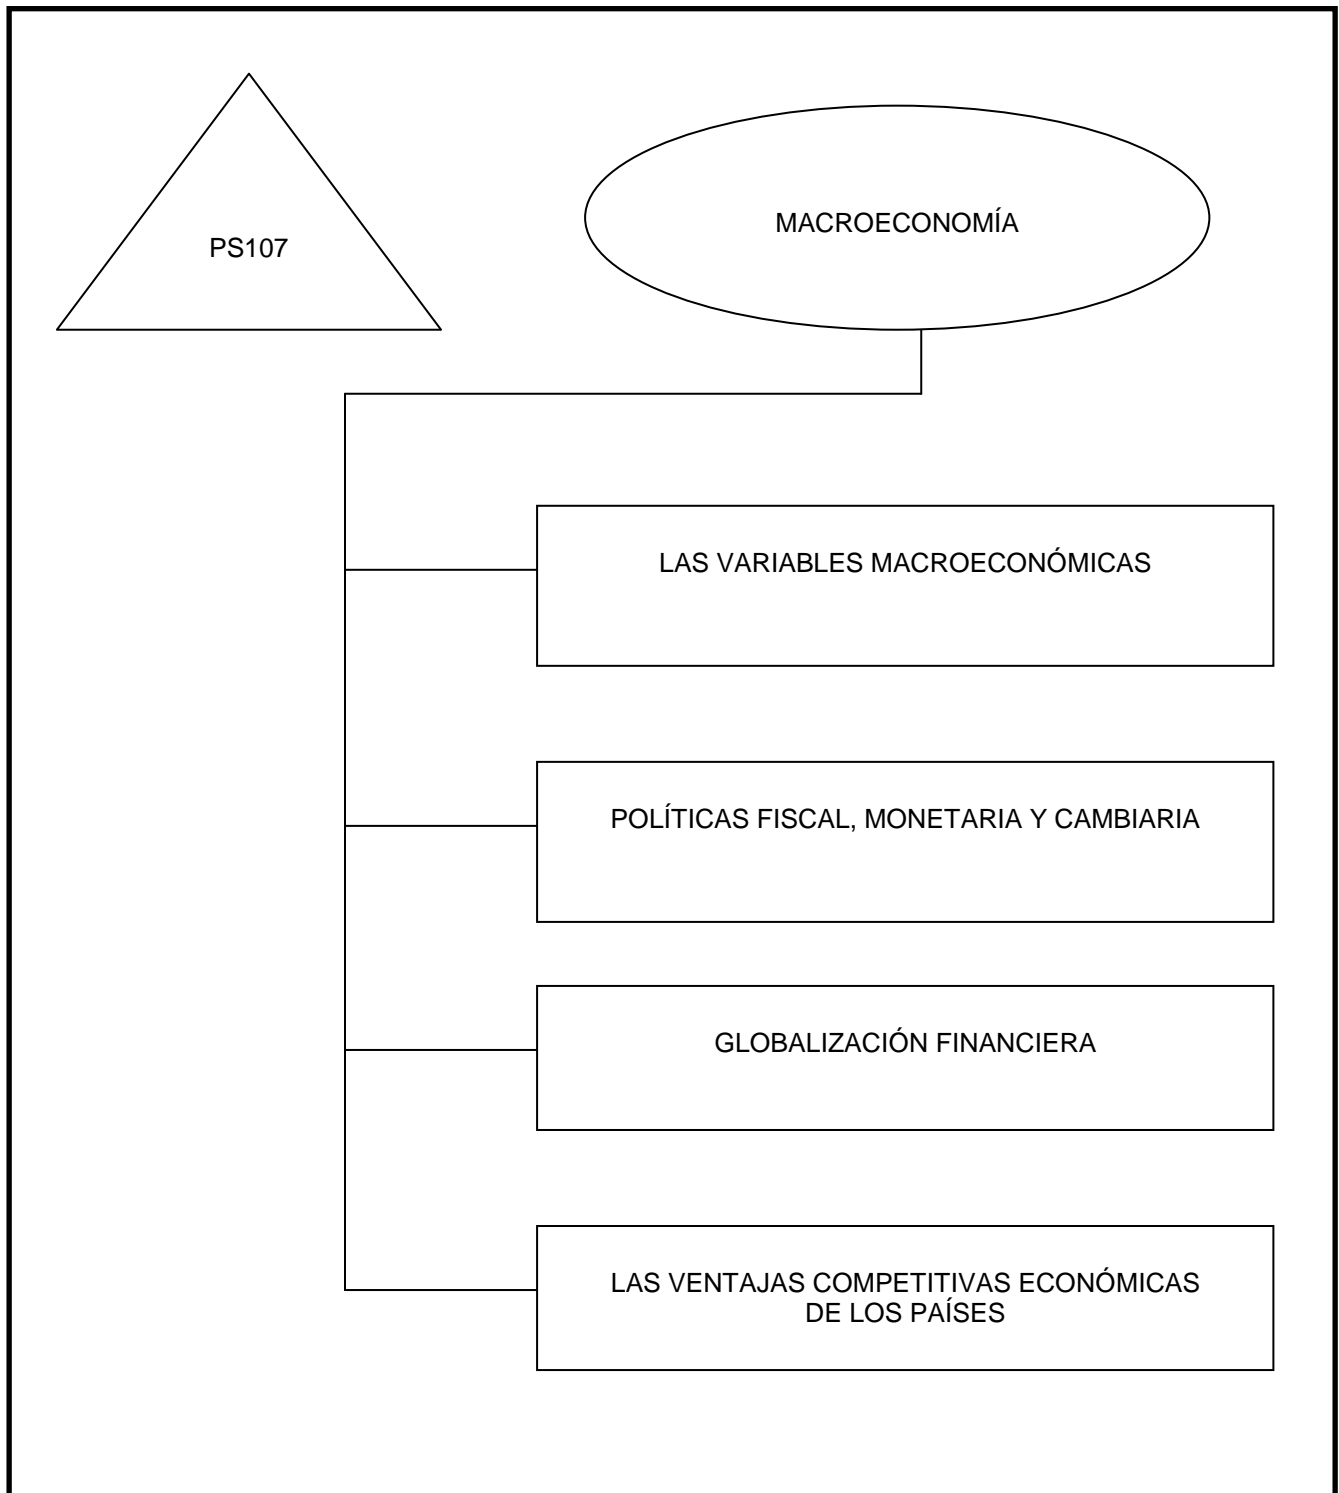 PS107
MACROECONOMÍA
LAS VARIABLES MACROECONÓMICAS
POLÍTICAS FISCAL, MONETARIA Y CAMBIARIA
GLOBALIZACIÓN FINANCIERA
LAS VENTAJAS COMPETITIVAS ECONÓMICAS
DE LOS PAÍSES